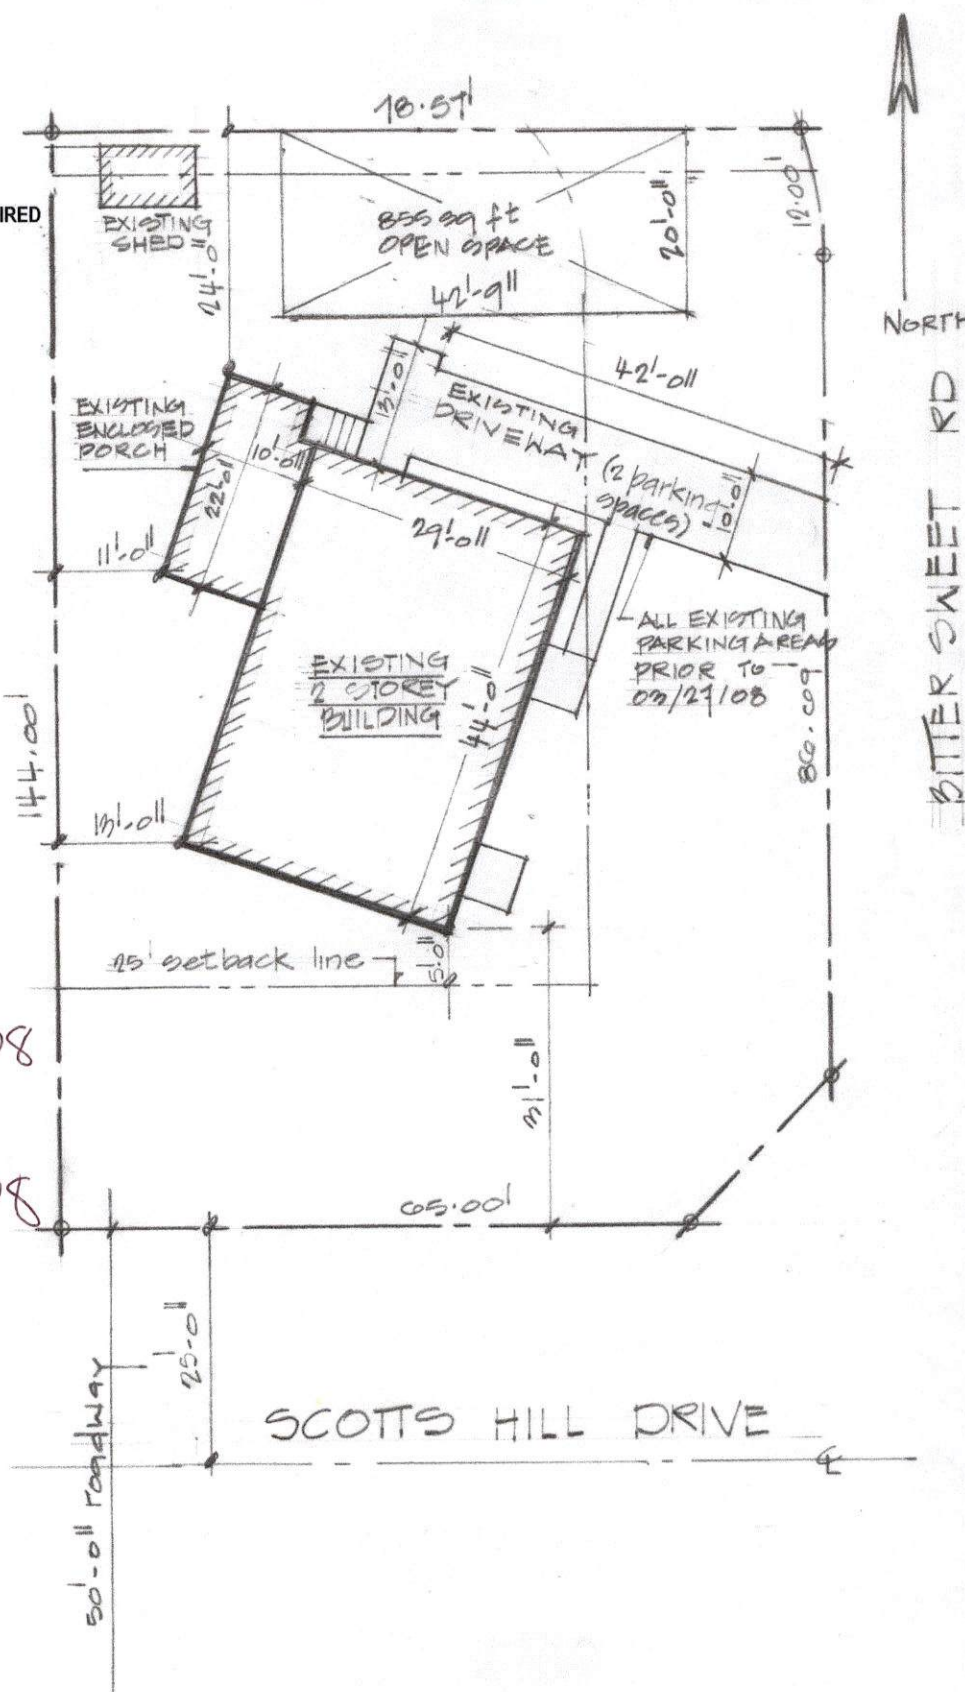 18.57'
IRED
EXISTING
SHED
24'-0"
855 sq ft
OPEN SPACE
42'-9"
20'-0"
12.00'
NORTH
42'-0"
EXISTING
DRIVEWAY
(2 parking
spaces)
13'-0"
EXISTING
ENCLOSED
PORCH
10'-0"
22'-0"
11'-0"
29'-0"
ALL EXISTING
PARKING AREAS
PRIOR TO
03/27/08
EXISTING
2 STOREY
BUILDING
44'-0"
144.00'
13'-0"
BITTER SWEET RD
25' setback line
5'-0"
31'-0"
65.00'
25'-0"
50'-0" roadway
SCOTTS HILL DRIVE